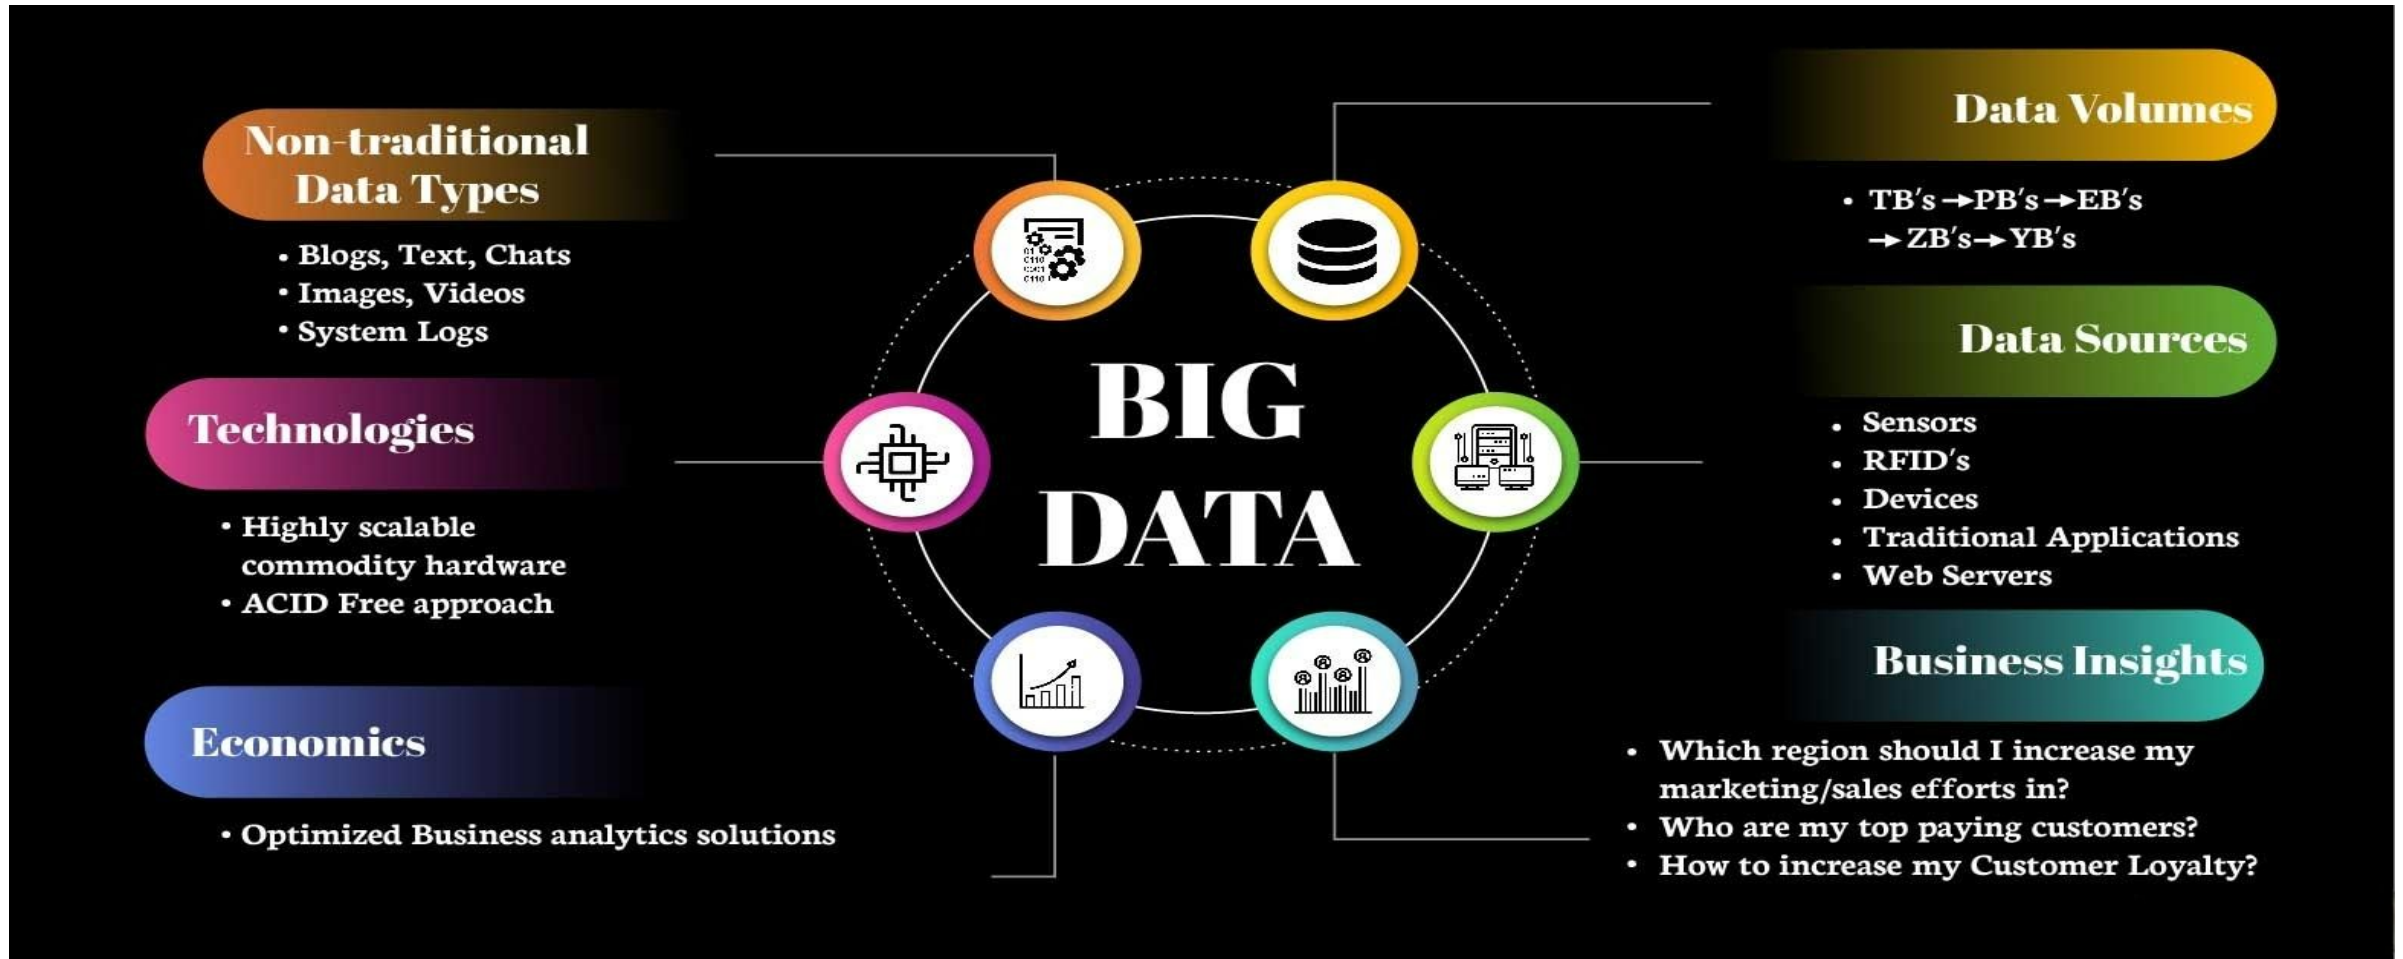 Non-traditional
Data Types
• Blogs, Text, Chats
• Images, Videos
• System Logs
Technologies
• Highly scalable
commodity hardware
• ACID Free approach
Economics
• Optimized Business analytics solutions
BIG
DATA
Data Volumes
• TB's→PB's→EB's
→ZB's→YB's
Data Sources
• Sensors
• RFID's
• Devices
• Traditional Applications
• Web Servers
Business Insights
• Which region should I increase my
marketing/sales efforts in?
• Who are my top paying customers?
• How to increase my Customer Loyalty?